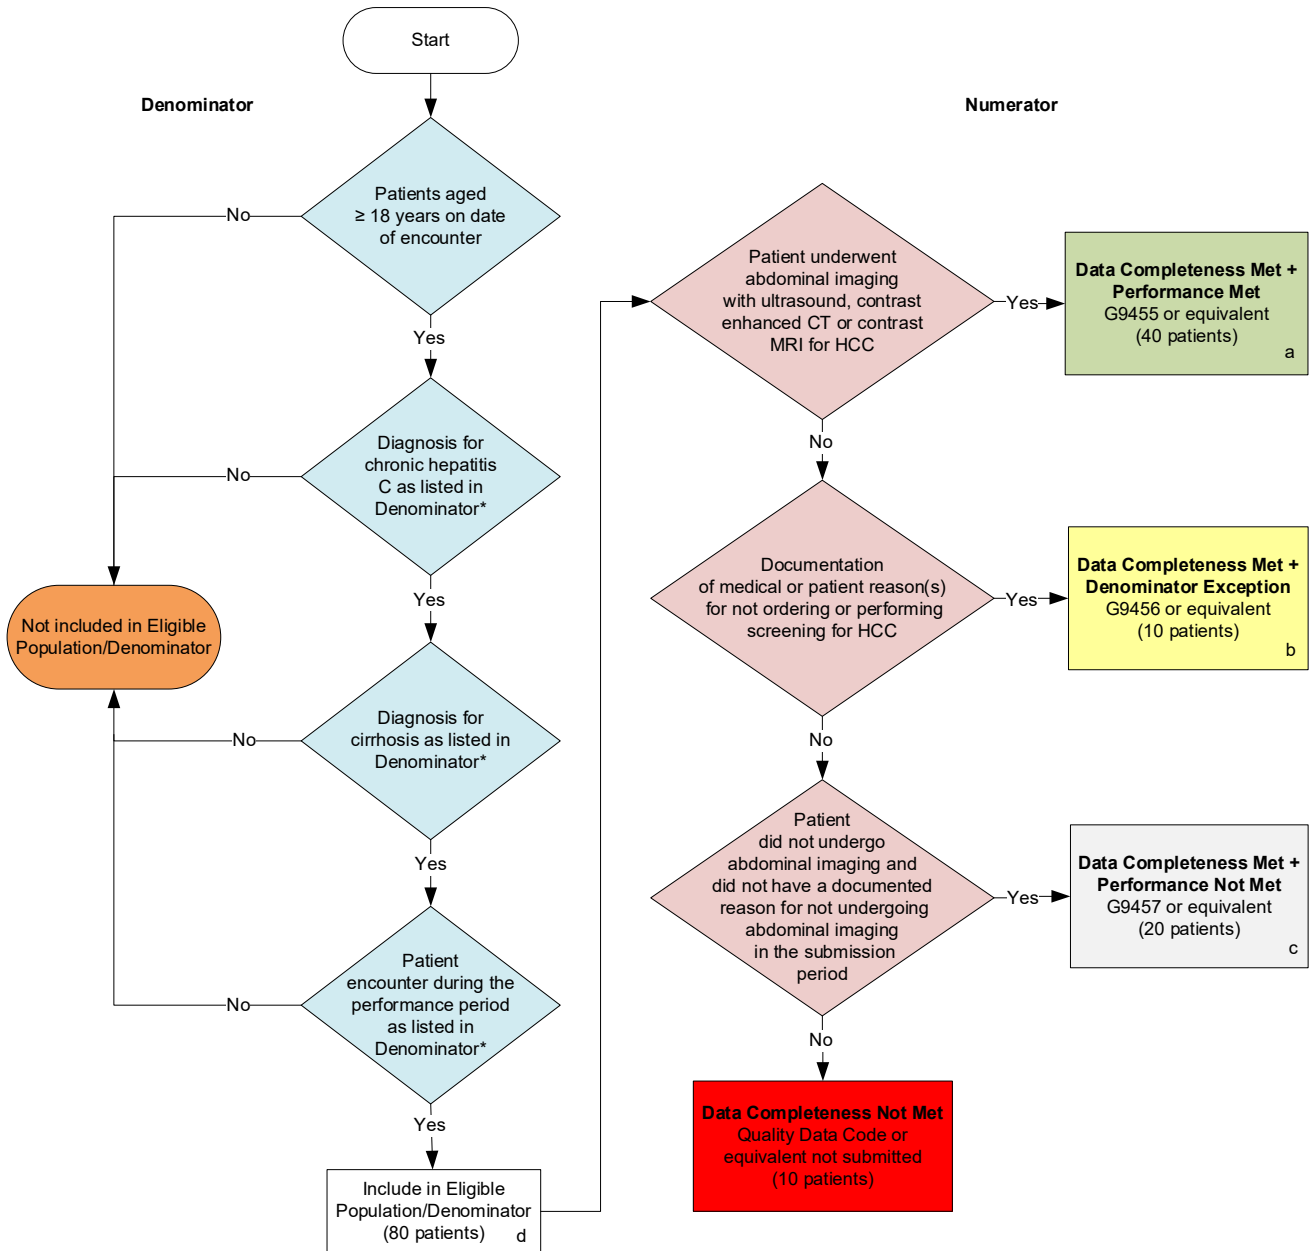 Start
Denominator
Numerator
Patients aged
≥ 18 years on date
of encounter
No
Yes
Diagnosis for
chronic hepatitis
C as listed in
Denominator*
No
Yes
Not included in Eligible
Population/Denominator
Diagnosis for
cirrhosis as listed in
Denominator*
No
Yes
Patient
encounter during the
performance period
as listed in
Denominator*
No
Yes
Include in Eligible
Population/Denominator
(80 patients)
d
Patient underwent
abdominal imaging
with ultrasound, contrast
enhanced CT or contrast
MRI for HCC
Yes
Data Completeness Met +
Performance Met
G9455 or equivalent
(40 patients)
a
No
Documentation
of medical or patient reason(s)
for not ordering or performing
screening for HCC
Yes
Data Completeness Met +
Denominator Exception
G9456 or equivalent
(10 patients)
b
No
Patient
did not undergo
abdominal imaging and
did not have a documented
reason for not undergoing
abdominal imaging
in the submission
period
Yes
Data Completeness Met +
Performance Not Met
G9457 or equivalent
(20 patients)
c
No
Data Completeness Not Met
Quality Data Code or
equivalent not submitted
(10 patients)